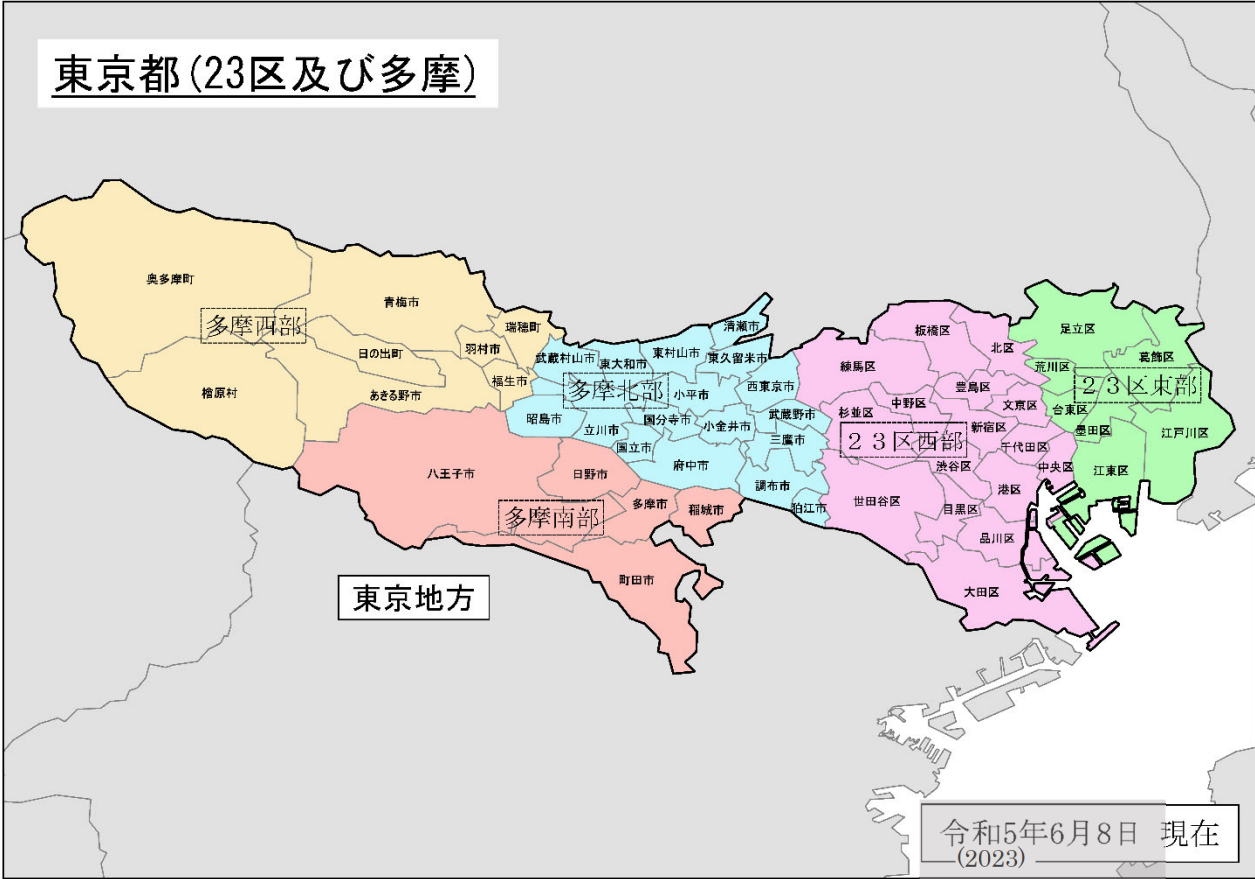 東京都(23区及び多摩)
奥多摩町
青梅市
瑞穂町
多摩西部
日の出町
羽村市
檜原村
あきる野市
福生市
清瀬市
武蔵村山市
東大和市
東村山市
東久留米市
多摩北部
小平市
西東京市
昭島市
立川市
国分寺市
小金井市
武蔵野市
国立市
府中市
三鷹市
調布市
狛江市
八王子市
日野市
多摩南部
多摩市
稲城市
町田市
東京地方
板橋区
北区
練馬区
豊島区
中野区
文京区
杉並区
新宿区
23区西部
千代田区
渋谷区
中央区
世田谷区
目黒区
港区
品川区
大田区
足立区
葛飾区
荒川区
23区東部
台東区
墨田区
江戸川区
江東区
令和5年6月8日 現在
(2023)